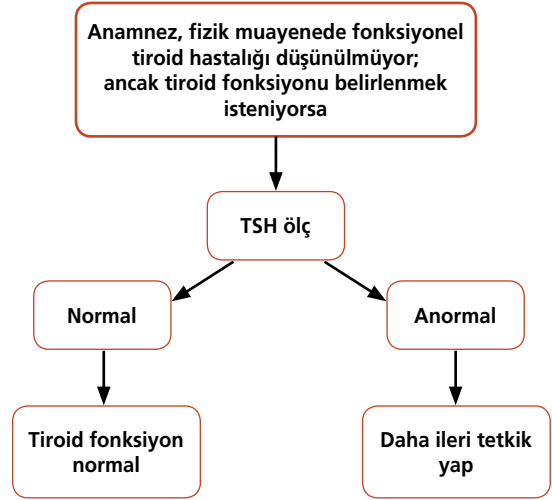 Anamnez, fizik muayenede fonksiyonel
tiroid hastalığı düşünülmüyor;
ancak tiroid fonksiyonu belirlenmek
isteniyorsa
TSH ölç
Normal
Anormal
Tiroid fonksiyon
normal
Daha ileri tetkik
yap